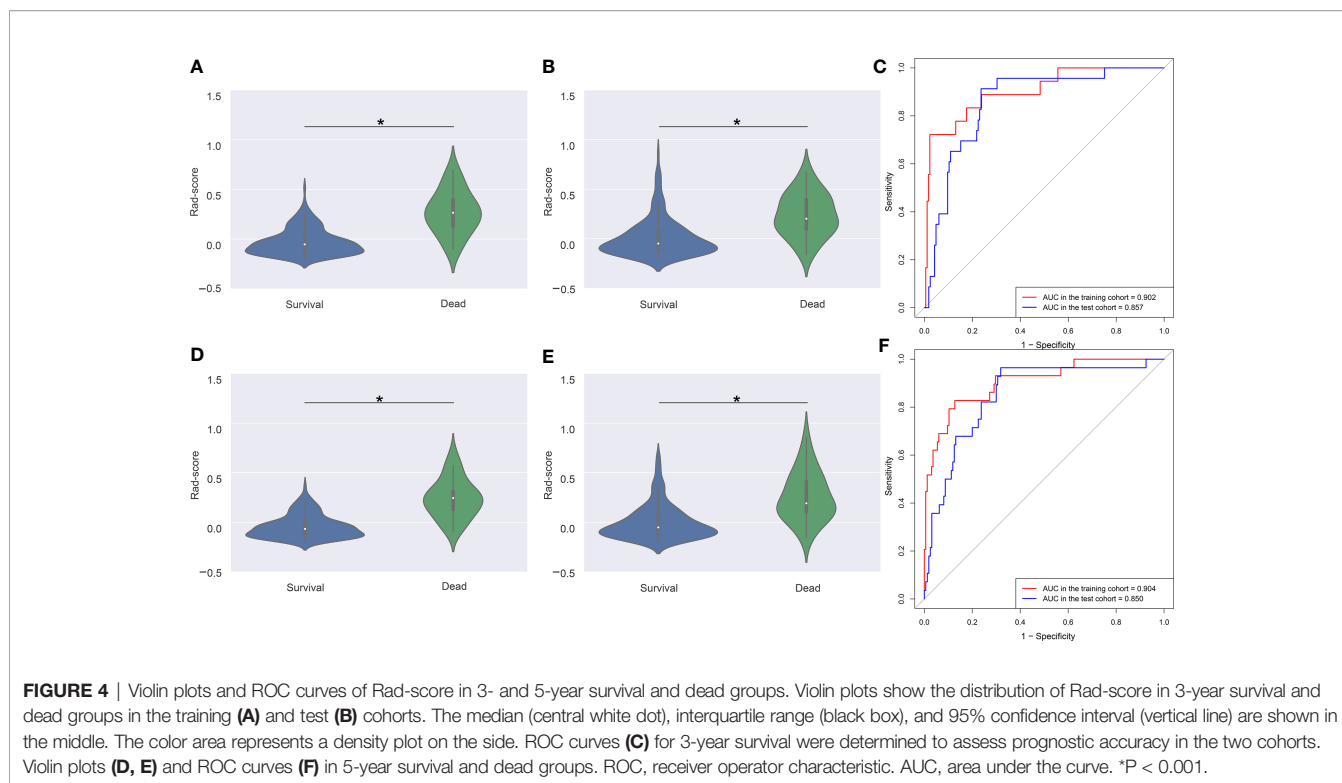 A
B
C
1.5
1.0
0.5
0.0
−0.5
Rad-score
*
Survival
Dead
1.5
1.0
0.5
0.0
−0.5
Rad-score
*
Survival
Dead
1.0
0.8
0.6
0.4
0.2
0.0
Sensitivity
AUC in the training cohort = 0.902
AUC in the test cohort = 0.857
0.0 0.2 0.4 0.6 0.8 1.0
1 − Specificity
D
E
F
1.5
1.0
0.5
0.0
−0.5
Rad-score
*
Survival
Dead
1.5
1.0
0.5
0.0
−0.5
Rad-score
*
Survival
Dead
1.0
0.8
0.6
0.4
0.2
0.0
Sensitivity
AUC in the training cohort = 0.904
AUC in the test cohort = 0.850
0.0 0.2 0.4 0.6 0.8 1.0
1 − Specificity
FIGURE 4 | Violin plots and ROC curves of Rad-score in 3- and 5-year survival and dead groups. Violin plots show the distribution of Rad-score in 3-year survival and
dead groups in the training (A) and test (B) cohorts. The median (central white dot), interquartile range (black box), and 95% confidence interval (vertical line) are shown in
the middle. The color area represents a density plot on the side. ROC curves (C) for 3-year survival were determined to assess prognostic accuracy in the two cohorts.
Violin plots (D, E) and ROC curves (F) in 5-year survival and dead groups. ROC, receiver operator characteristic. AUC, area under the curve. *P < 0.001.